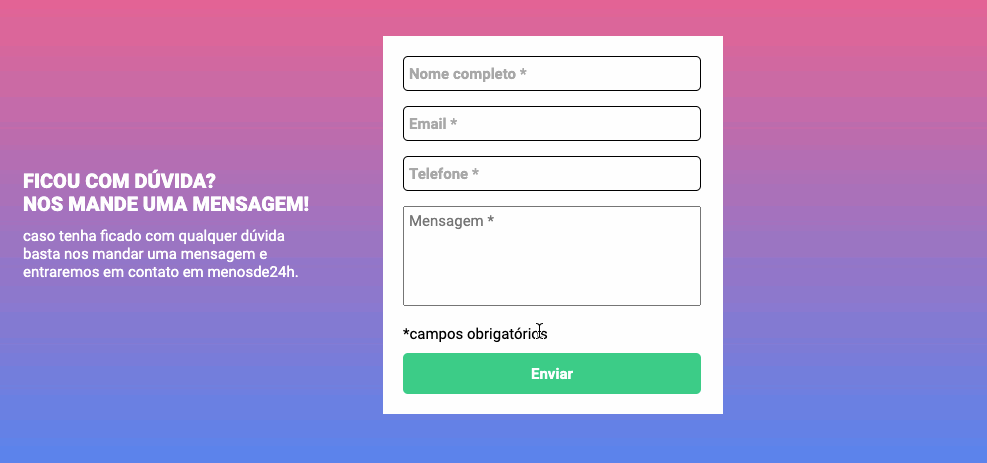 FICOU COM DÚVIDA?
NOS MANDE UMA MENSAGEM!
caso tenha ficado com qualquer dúvida
basta nos mandar uma mensagem e
entraremos em contato em menosde24h.
Nome completo *
Email *
Telefone *
Mensagem *
*campos obrigatórios
Enviar